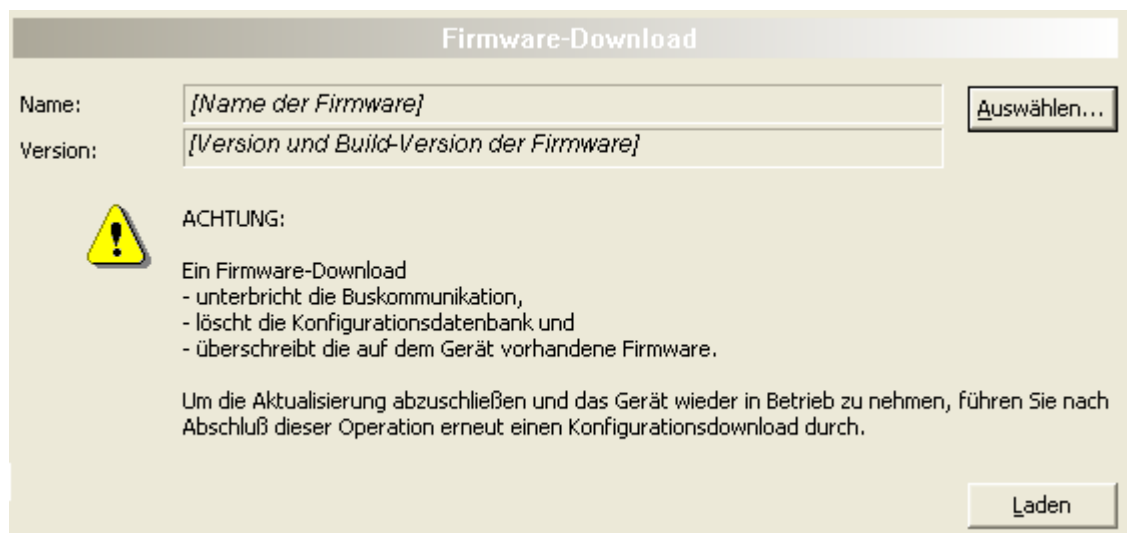 Firmware-Download
Name:
[Name der Firmware]
Auswählen...
Version:
[Version und Build-Version der Firmware]
ACHTUNG:
Ein Firmware-Download
- unterbricht die Buskommunikation,
- löscht die Konfigurationsdatenbank und
- überschreibt die auf dem Gerät vorhandene Firmware.
Um die Aktualisierung abzuschließen und das Gerät wieder in Betrieb zu nehmen, führen Sie nach
Abschluß dieser Operation erneut einen Konfigurationsdownload durch.
Laden